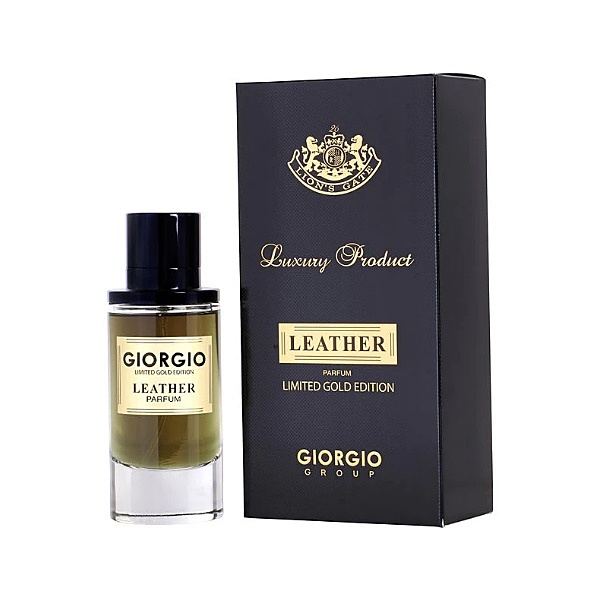 GIORGIO
LIMITED GOLD EDITION
LEATHER
PARFUM
LION'S GATE
Luxury Product
LEATHER
PARFUM
LIMITED GOLD EDITION
GIORGIO
GROUP